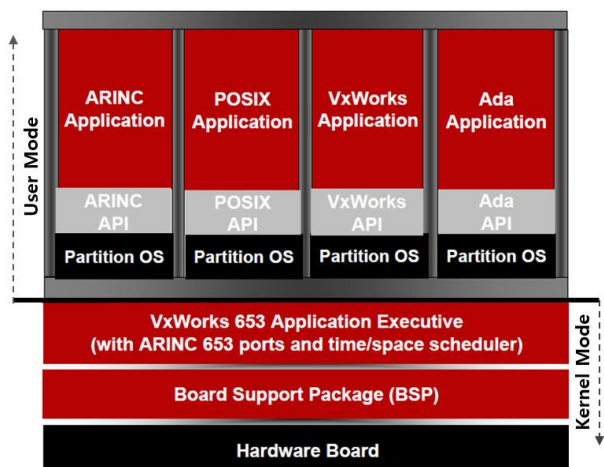 User Mode
ARINC
Application
POSIX
Application
VxWorks
Application
Ada
Application
ARINC
API
POSIX
API
VxWorks
API
Ada
API
Partition OS
Partition OS
Partition OS
Partition OS
VxWorks 653 Application Executive
(with ARINC 653 ports and time/space scheduler)
Board Support Package (BSP)
Hardware Board
Kernel Mode